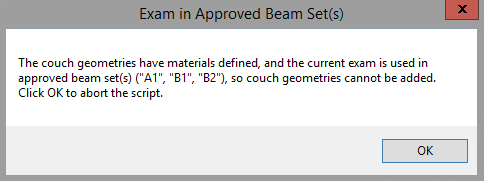 Exam in Approved Beam Set(s)
x
The couch geometries have materials defined, and the current exam is used in
approved beam set(s) ("A1", "B1", "B2"), so couch geometries cannot be added.
Click OK to abort the script.
OK